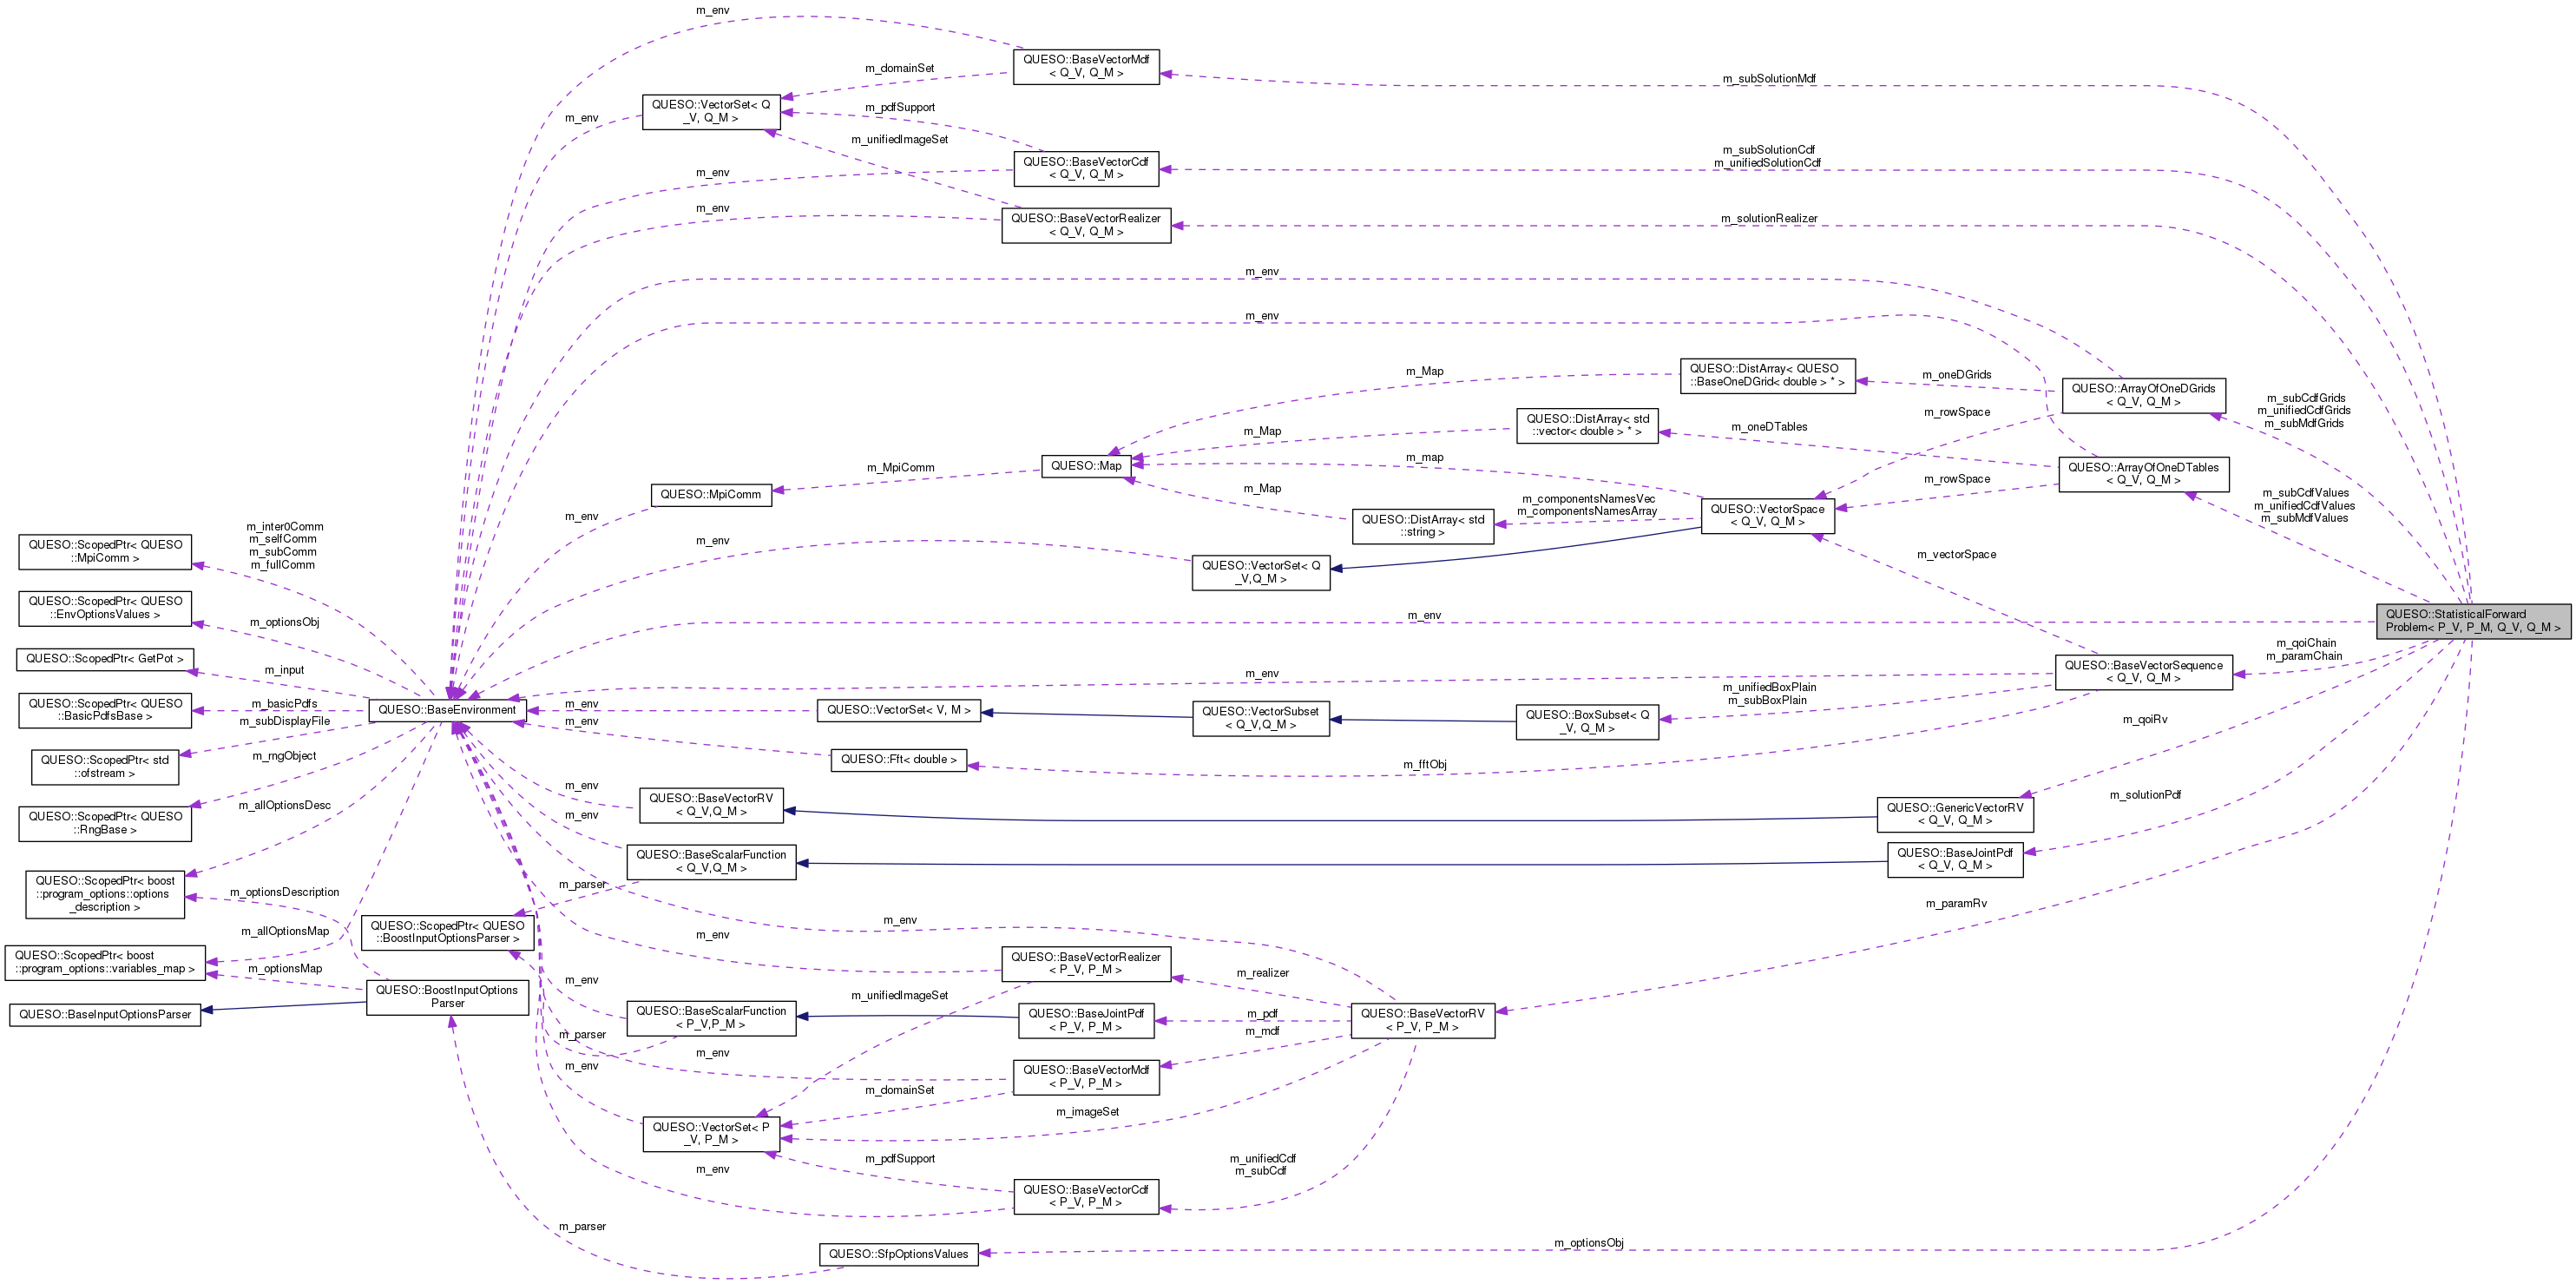 m_env
QUESO::BaseVectorMdf
< Q_V, Q_M >
m_domainSet
m_subSolutionMdf
QUESO::VectorSet< Q
_V, Q_M >
m_pdfSupport
m_env
m_unifiedImageSet
QUESO::BaseVectorCdf
< Q_V, Q_M >
m_subSolutionCdf
m_unifiedSolutionCdf
m_env
m_env
QUESO::BaseVectorRealizer
< Q_V, Q_M >
m_solutionRealizer
m_env
m_env
m_Map
QUESO::DistArray< QUESO
::BaseOneDGrid< double > * >
m_oneDGrids
QUESO::ArrayOfOneDGrids
< Q_V, Q_M >
m_subCdfGrids
m_unifiedCdfGrids
m_subMdfGrids
m_Map
QUESO::DistArray< std
::vector< double > * >
m_rowSpace
m_oneDTables
m_MpiComm
QUESO::Map
m_map
QUESO::ArrayOfOneDTables
< Q_V, Q_M >
m_rowSpace
QUESO::MpiComm
m_Map
m_componentsNamesVec
m_componentsNamesArray
QUESO::VectorSpace
< Q_V, Q_M >
m_subCdfValues
m_unifiedCdfValues
m_subMdfValues
m_env
QUESO::DistArray< std
::string >
m_inter0Comm
m_selfComm
m_subComm
m_fullComm
QUESO::ScopedPtr< QUESO
::MpiComm >
m_env
QUESO::VectorSet< Q
_V,Q_M >
m_vectorSpace
QUESO::ScopedPtr< QUESO
::EnvOptionsValues >
m_optionsObj
m_env
QUESO::StatisticalForward
Problem< P_V, P_M, Q_V, Q_M >
QUESO::ScopedPtr< GetPot >
m_input
m_env
QUESO::BaseVectorSequence
< Q_V, Q_M >
m_qoiChain
m_paramChain
QUESO::ScopedPtr< QUESO
::BasicPdfsBase >
m_basicPdfs
m_subDisplayFile
QUESO::BaseEnvironment
m_env
m_env
QUESO::VectorSet< V, M >
QUESO::VectorSubset
< Q_V,Q_M >
QUESO::BoxSubset< Q
_V, Q_M >
m_unifiedBoxPlain
m_subBoxPlain
m_qoiRv
QUESO::ScopedPtr< std
::ofstream >
m_rngObject
QUESO::Fft< double >
m_fftObj
m_env
QUESO::BaseVectorRV
< Q_V,Q_M >
QUESO::GenericVectorRV
< Q_V, Q_M >
m_solutionPdf
QUESO::ScopedPtr< QUESO
::RngBase >
m_allOptionsDesc
m_env
QUESO::BaseScalarFunction
< Q_V,Q_M >
QUESO::BaseJointPdf
< Q_V, Q_M >
QUESO::ScopedPtr< boost
::program_options::options
_description >
m_optionsDescription
m_parser
m_paramRv
QUESO::ScopedPtr< QUESO
::BoostInputOptionsParser >
m_env
m_env
m_allOptionsMap
QUESO::ScopedPtr< boost
::program_options::variables_map >
m_optionsMap
QUESO::BaseVectorRealizer
< P_V, P_M >
m_realizer
m_env
m_unifiedImageSet
QUESO::BoostInputOptions
Parser
QUESO::BaseInputOptionsParser
QUESO::BaseScalarFunction
< P_V,P_M >
QUESO::BaseJointPdf
< P_V, P_M >
m_pdf
m_mdf
QUESO::BaseVectorRV
< P_V, P_M >
m_parser
m_env
m_env
QUESO::BaseVectorMdf
< P_V, P_M >
m_domainSet
m_imageSet
QUESO::VectorSet< P
_V, P_M >
m_pdfSupport
m_env
m_unifiedCdf
m_subCdf
QUESO::BaseVectorCdf
< P_V, P_M >
m_parser
QUESO::SfpOptionsValues
m_optionsObj